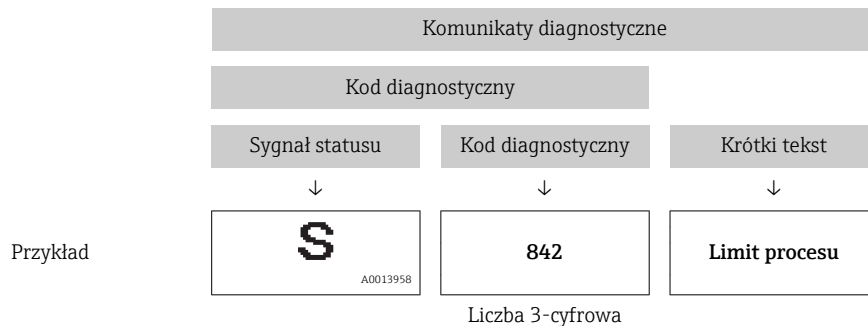 Komunikaty diagnostyczne
Kod diagnostyczny
Sygnał statusu Kod diagnostyczny Krótki tekst
↓ ↓ ↓
Przykład S 842 Limit procesu
A0013958
Liczba 3-cyfrowa